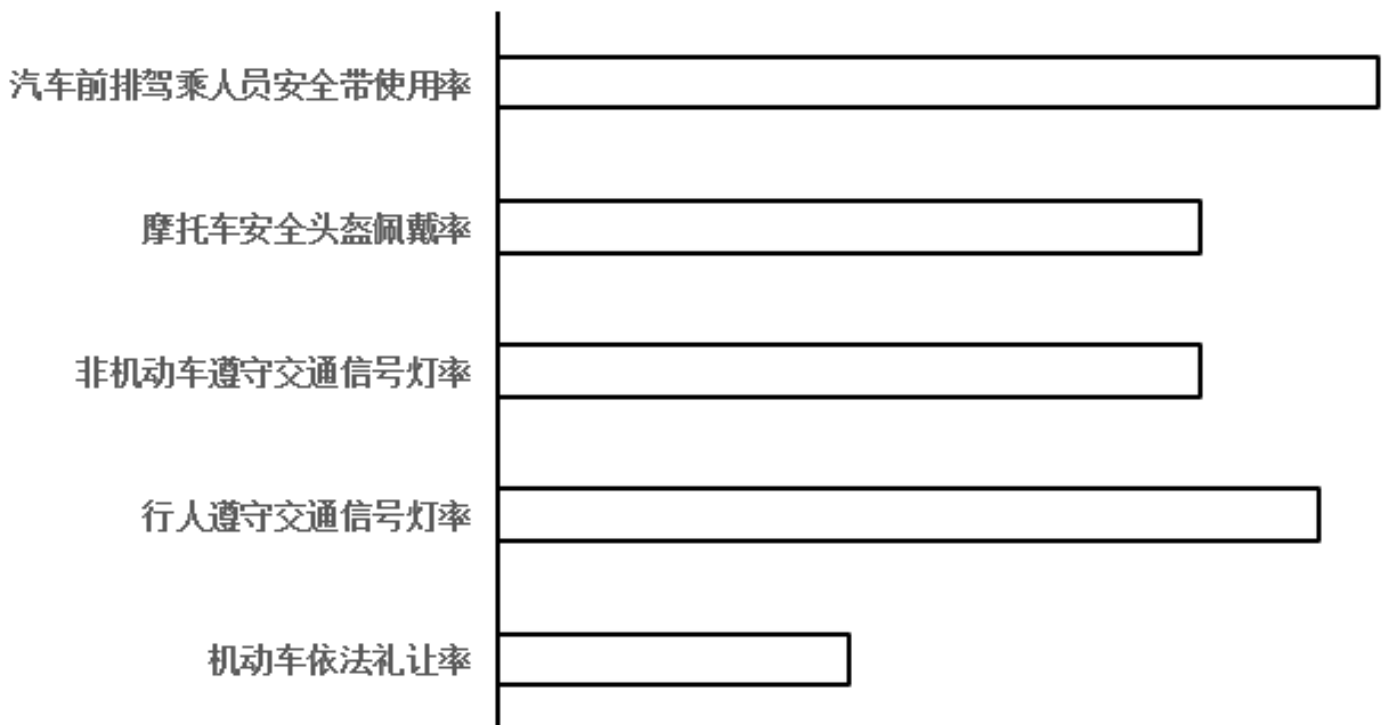 汽车前排驾乘人员安全带使用率
摩托车安全头盔佩戴率
非机动车遵守交通信号灯率
行人遵守交通信号灯率
机动车依法礼让率